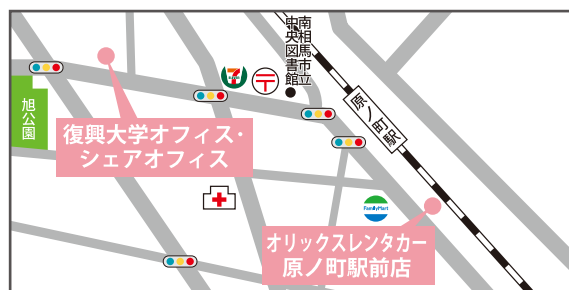 旭公園
復興大学オフィス・
シェアオフィス
南相馬市立
中央図書館
原ノ町駅
FamilyMart
オリックスレンタカー
原ノ町駅前店